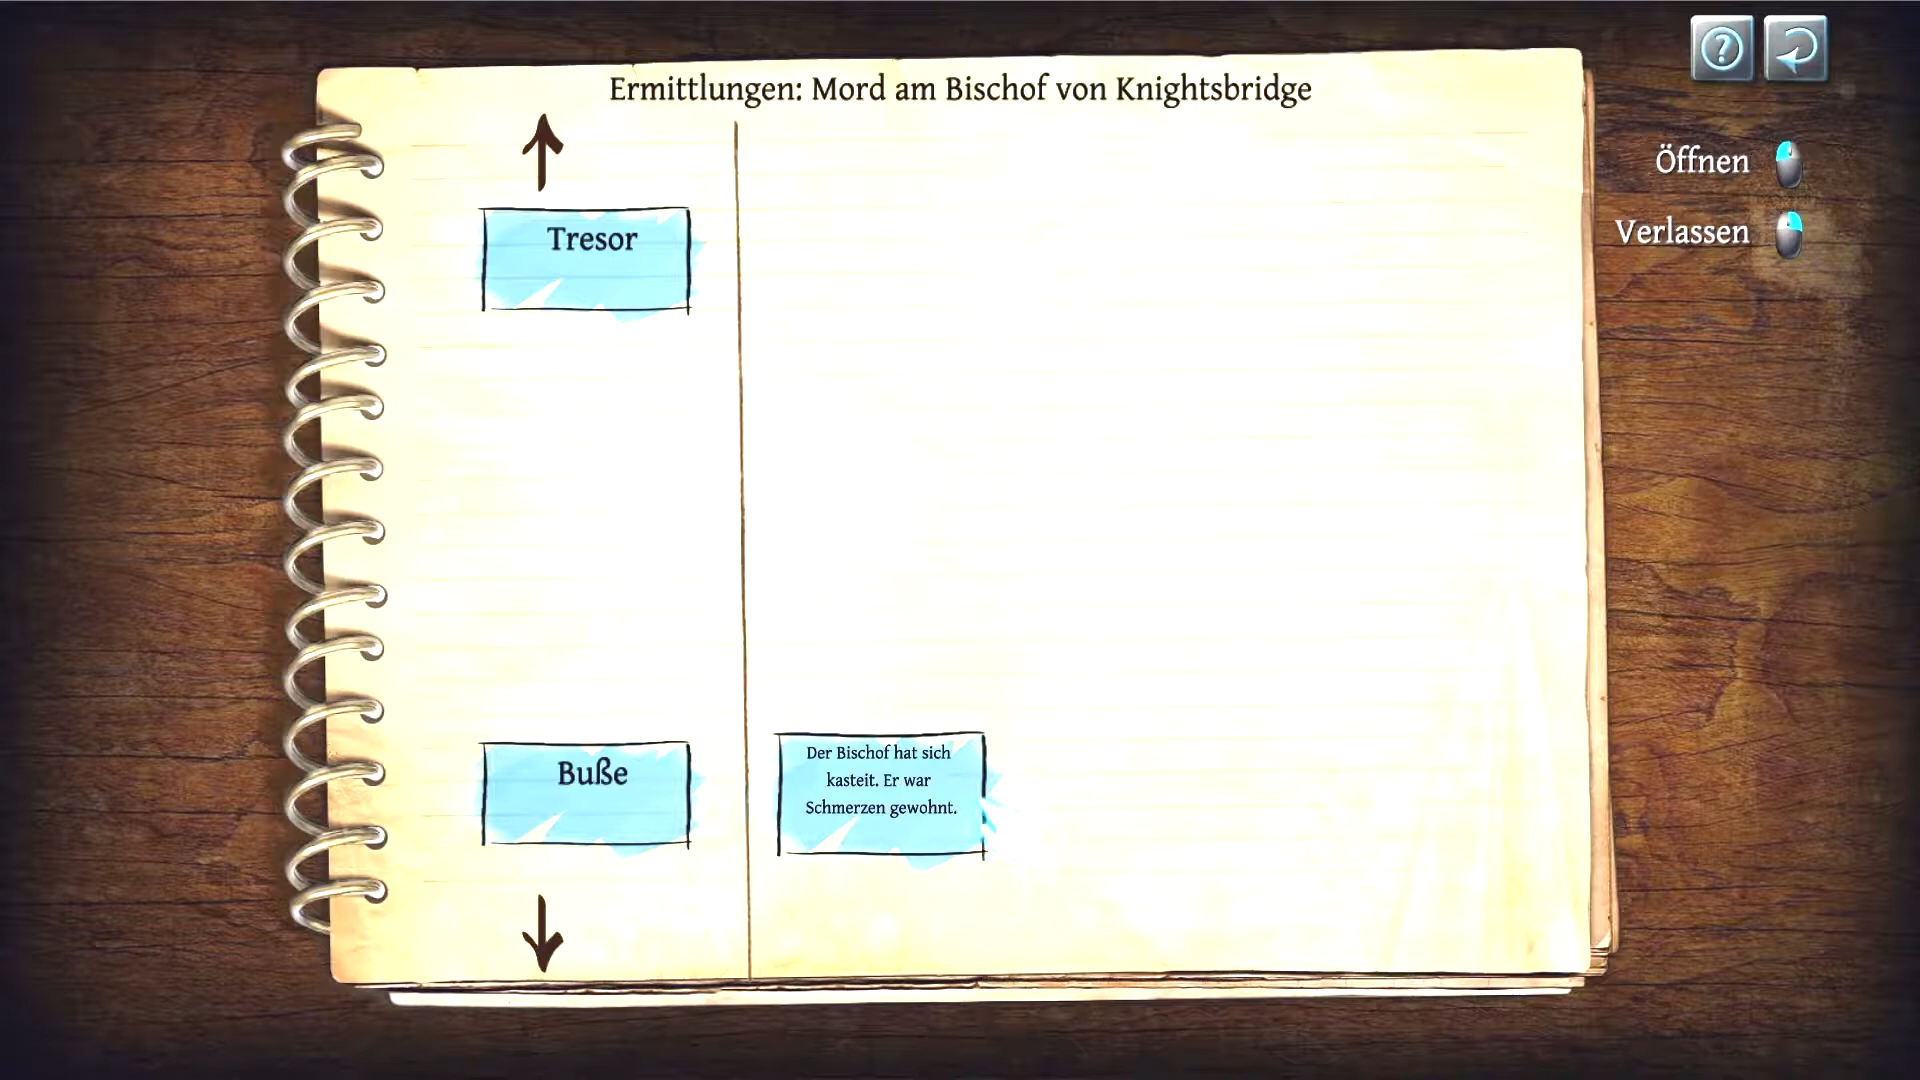 Ermittlungen: Mord am Bischof von Knightsbridge
Öffnen
Verlassen
Tresor
Buße
Der Bischof hat sich
kasteit. Er war
Schmerzen gewohnt.